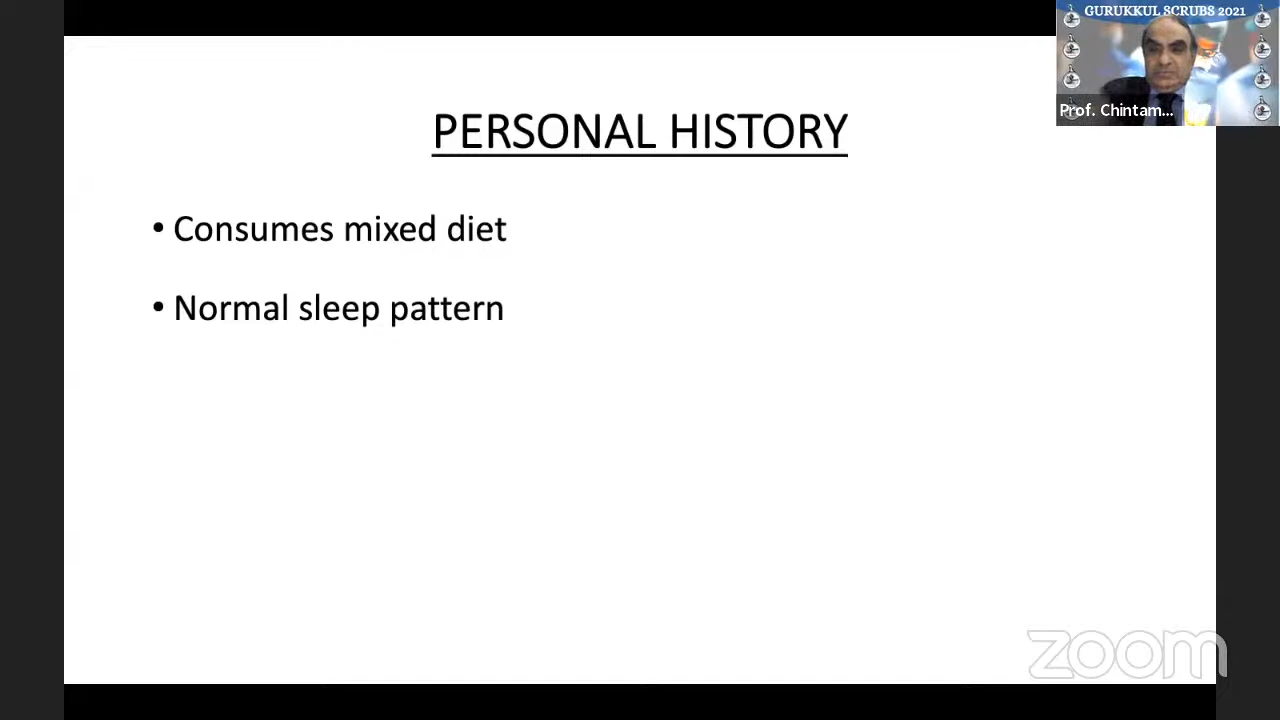 GURUKKUL SCRUBS 2021
Prof. Chintam...
PERSONAL HISTORY
• Consumes mixed diet
• Normal sleep pattern
zoom